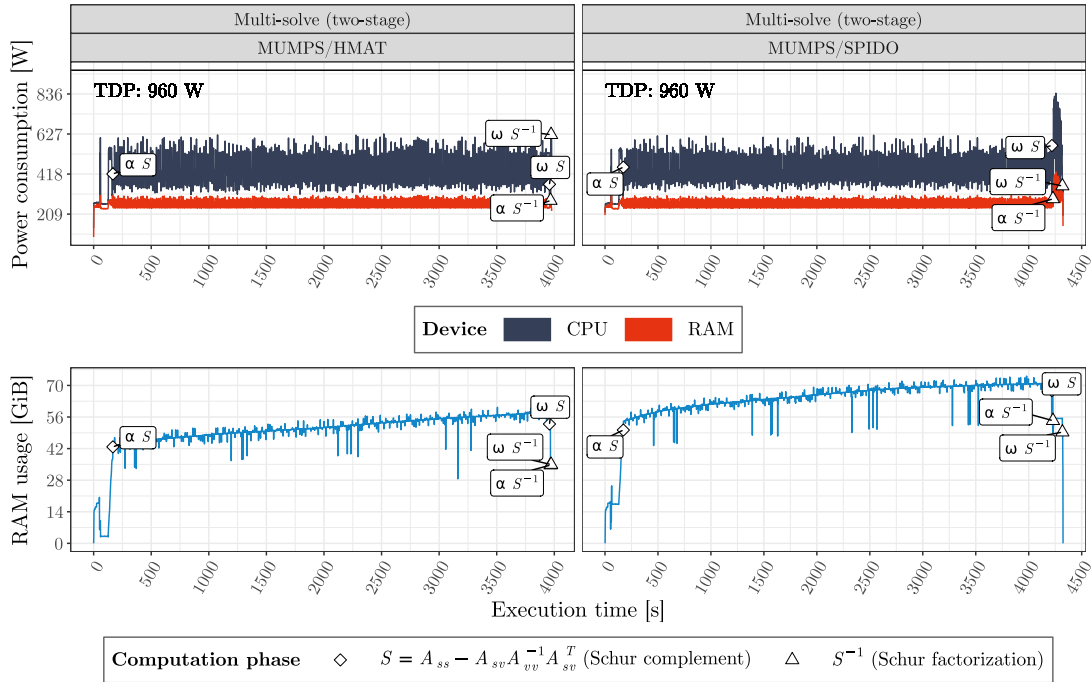 Multi-solve (two-stage)
MUMPS/HMAT
Multi-solve (two-stage)
MUMPS/SPIDO
Power consumption [W]
836
627
418
209
TDP: 960 W
α S
ω S⁻¹
ω S
α S⁻¹
0
500
1000
1500
2000
2500
3000
3500
4000
TDP: 960 W
α S
ω S
ω S⁻¹
α S⁻¹
0
500
1000
1500
2000
2500
3000
3500
4000
4500
Device CPU RAM
RAM usage [GiB]
70
56
42
28
14
0
α S
ω S
ω S⁻¹
α S⁻¹
0
500
1000
1500
2000
2500
3000
3500
4000
α S
ω S
α S⁻¹
ω S⁻¹
0
500
1000
1500
2000
2500
3000
3500
4000
4500
Execution time [s]
Computation phase ◇ S = A_ss − A_sv A_vv⁻¹ A_sv^T (Schur complement) △ S⁻¹ (Schur factorization)